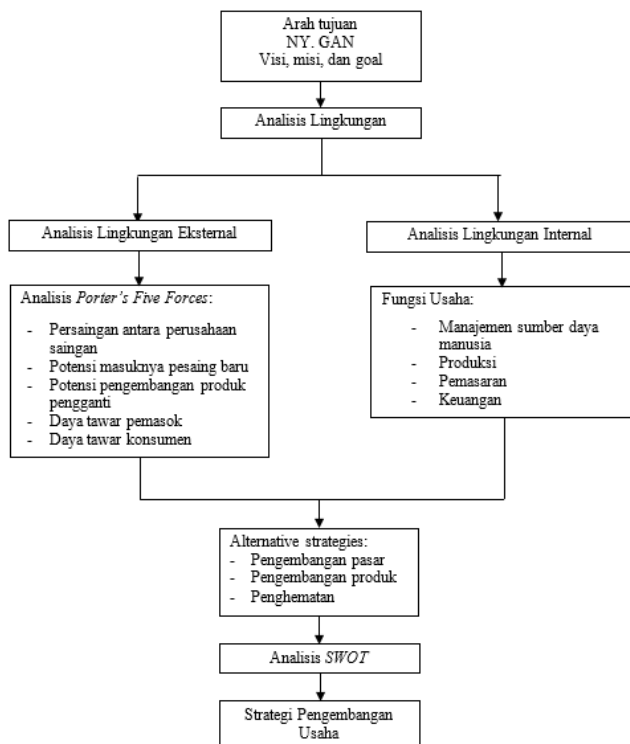 Arah tujuan
NY. GAN
Visi, misi, dan goal
Analisis Lingkungan
Analisis Lingkungan Eksternal
Analisis Lingkungan Internal
Analisis Porter’s Five Forces:
- Persaingan antara perusahaan
saingan
- Potensi masuknya pesaing baru
- Potensi pengembangan produk
pengganti
- Daya tawar pemasok
- Daya tawar konsumen
Fungsi Usaha:
- Manajemen sumber daya
manusia
- Produksi
- Pemasaran
- Keuangan
Alternative strategies:
- Pengembangan pasar
- Pengembangan produk
- Penghematan
Analisis SWOT
Strategi Pengembangan
Usaha